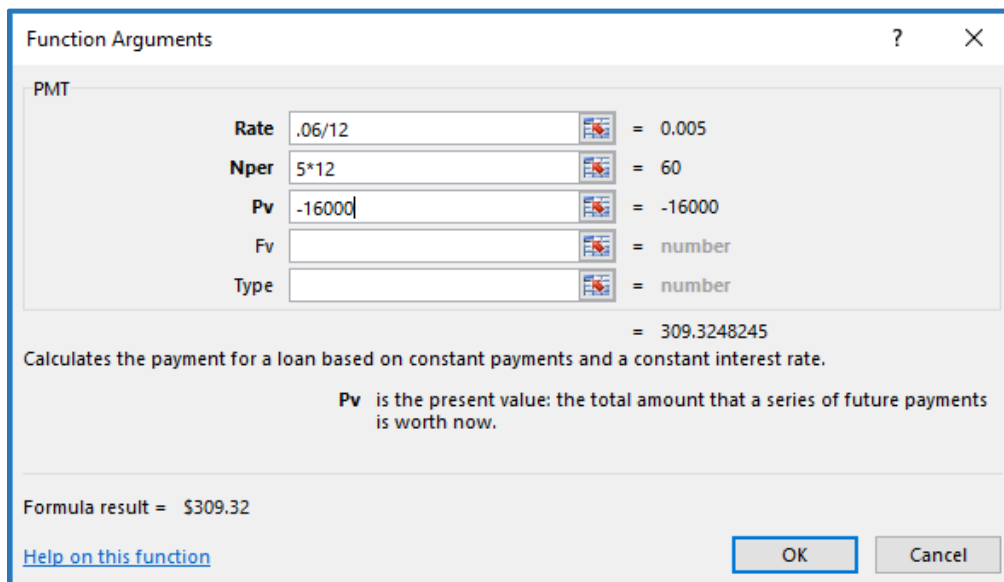 Function Arguments ? ×
PMT
Rate .06/12 = 0.005
Nper 5*12 = 60
Pv -16000 = -16000
Fv = number
Type = number
= 309.3248245
Calculates the payment for a loan based on constant payments and a constant interest rate.
Pv is the present value: the total amount that a series of future payments
is worth now.
Formula result = $309.32
Help on this function OK Cancel